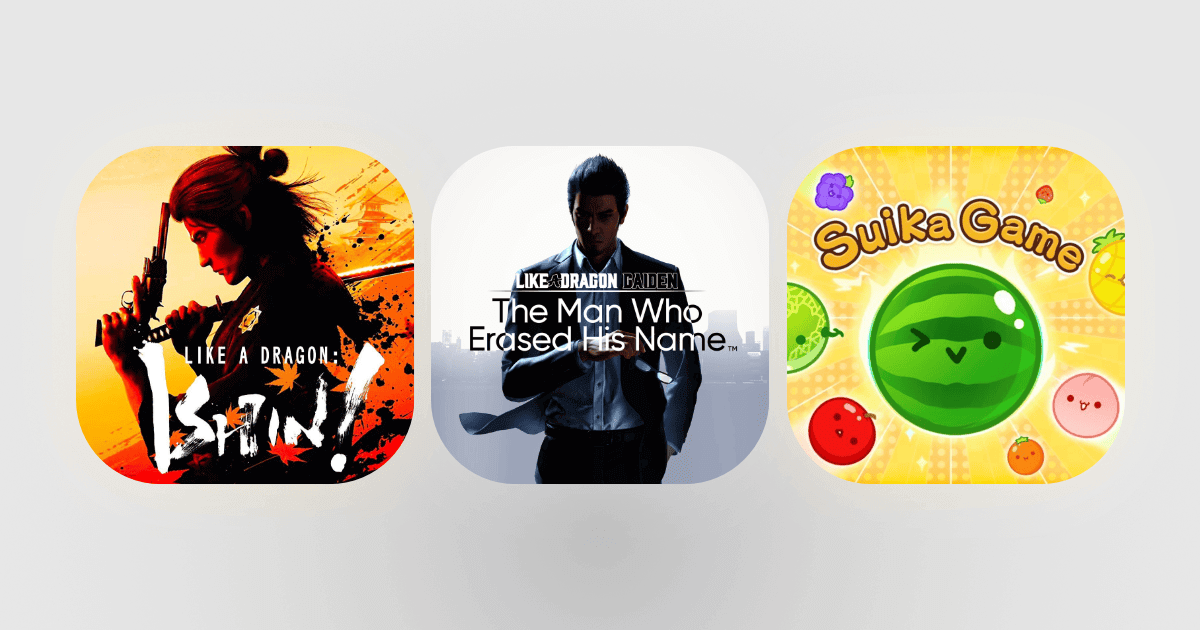 LIKE A DRAGON:
ISHIN!
LIKE A DRAGON GAIDEN
The Man Who
Erased His Name™
Suika Game